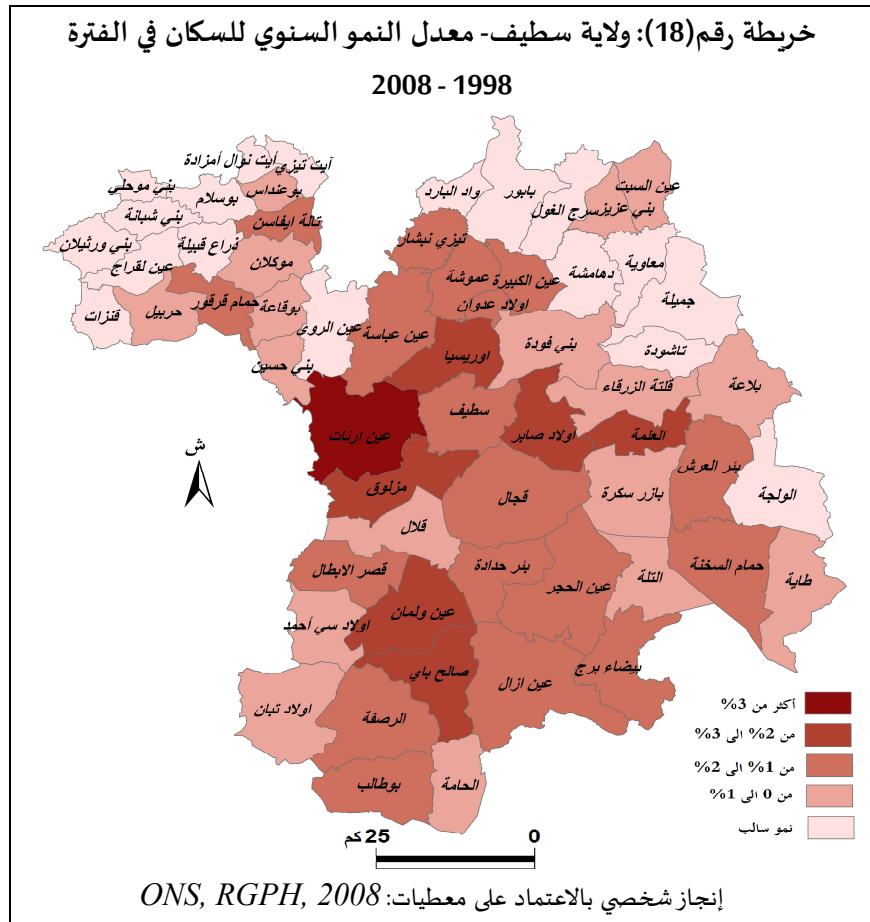 خريطة رقم(18): ولاية سطيف- معدل النمو السنوي للسكان في الفترة
2008 - 1998
أيت نوال أمزادة
آيت تيزي
بني موحلي
بوسلام
بوعنداس
بني شبانة
تالة ايفاسن
بني ورثيلان
ذراع قبيلة
عين لقراج
موكلان
قنزات
حربيل
حمام قرقور
بوقاعة
بني حسين
عين الروى
واد البارد
بابور
سرج الغول
بني عزيز
عين السبت
تيزي نبشار
عموشة
عين الكبيرة
دهامشة
معاوية
جميلة
اولاد عدوان
عين عباسة
اوريسيا
بني فودة
تاشودة
قلتة الزرقاء
بلاعة
عين ارنات
سطيف
اولاد صابر
العلمة
بئر العرش
الولجة
مزلوق
قجال
بازر سكرة
قلال
قصر الابطال
بئر حدادة
عين الحجر
التلة
حمام السخنة
طاية
اولاد سي أحمد
عين ولمان
صالح باي
عين ازال
بيضاء برج
اولاد تبان
الرصفة
بوطالب
الحامة
ش
أكثر من 3%
من 2% الى 3%
من 1% الى 2%
من 0 الى 1%
نمو سالب
0
25 كم
إنجاز شخصي بالاعتماد على معطيات: ONS, RGPH, 2008